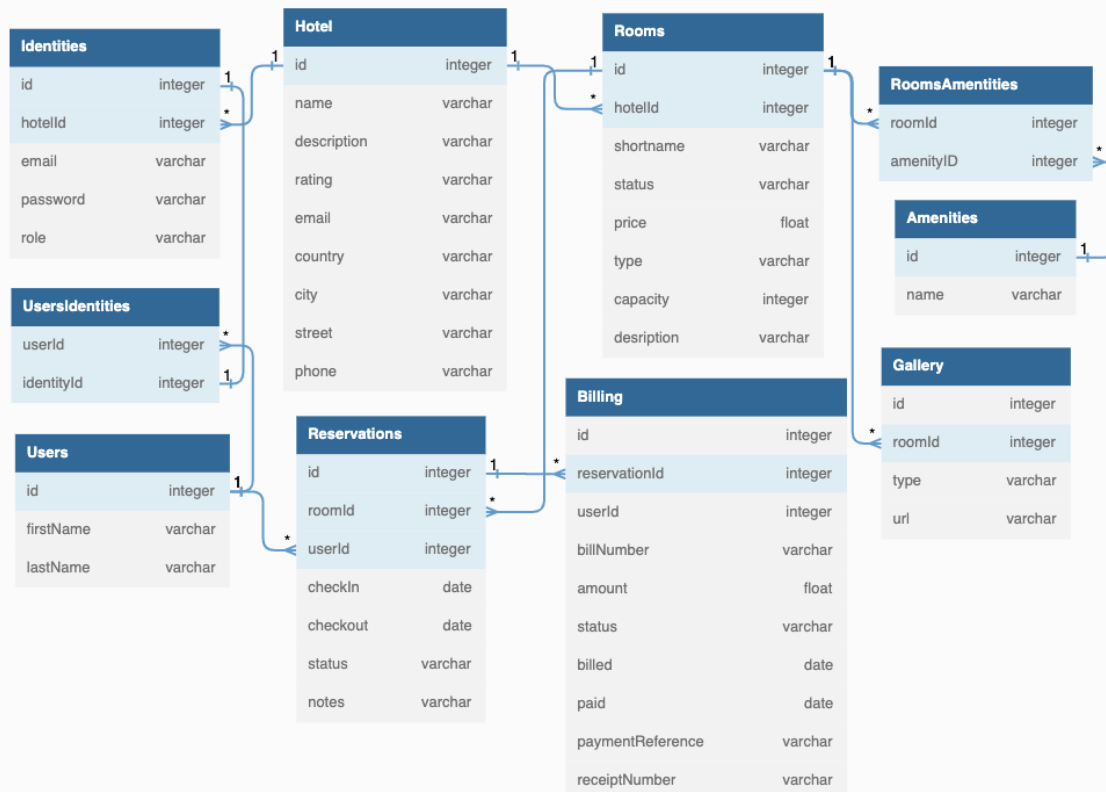 Identities
id integer
hotelId integer
email varchar
password varchar
role varchar
UsersIdentities
userId integer
identityId integer
Users
id integer
firstName varchar
lastName varchar
Hotel
id integer
name varchar
description varchar
rating varchar
email varchar
country varchar
city varchar
street varchar
phone varchar
Reservations
id integer
roomId integer
userId integer
checkIn date
checkout date
status varchar
notes varchar
Rooms
id integer
hotelId integer
shortname varchar
status varchar
price float
type varchar
capacity integer
desription varchar
Billing
id integer
reservationId integer
userId integer
billNumber varchar
amount float
status varchar
billed date
paid date
paymentReference varchar
receiptNumber varchar
RoomsAmentities
roomId integer
amenityID integer
Amenities
id integer
name varchar
Gallery
id integer
roomId integer
type varchar
url varchar
1
*
1
*
1
1
*
1
*
1
*
1
*
1
*
1
*
*